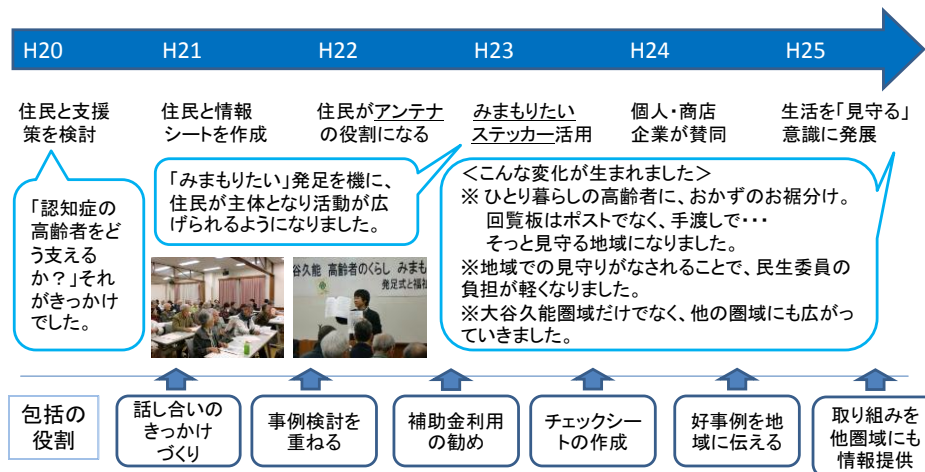 H20
H21
H22
H23
H24
H25
住民と支援
策を検討
住民と情報
シートを作成
住民がアンテナ
の役割になる
みまもりたい
ステッカー活用
個人・商店
企業が賛同
生活を「見守る」
意識に発展
「認知症の
高齢者をど
う支える
か？」それ
がきっかけ
でした。
「みまもりたい」発足を機に、
住民が主体となり活動が広
げられるようになりました。
＜こんな変化が生まれました＞
※ ひとり暮らしの高齢者に、おかずのお裾分け。
回覧板はポストでなく、手渡しで・・・
そっと見守る地域になりました。
※地域での見守りがなされることで、民生委員の
負担が軽くなりました。
※大谷久能圏域だけでなく、他の圏域にも広がっ
ていきました。
谷久能 高齢者のくらし みまも
発足式と福祉
包括の
役割
話し合いの
きっかけ
づくり
事例検討を
重ねる
補助金利用
の勧め
チェックシー
トの作成
好事例を地
域に伝える
取り組みを
他圏域にも
情報提供